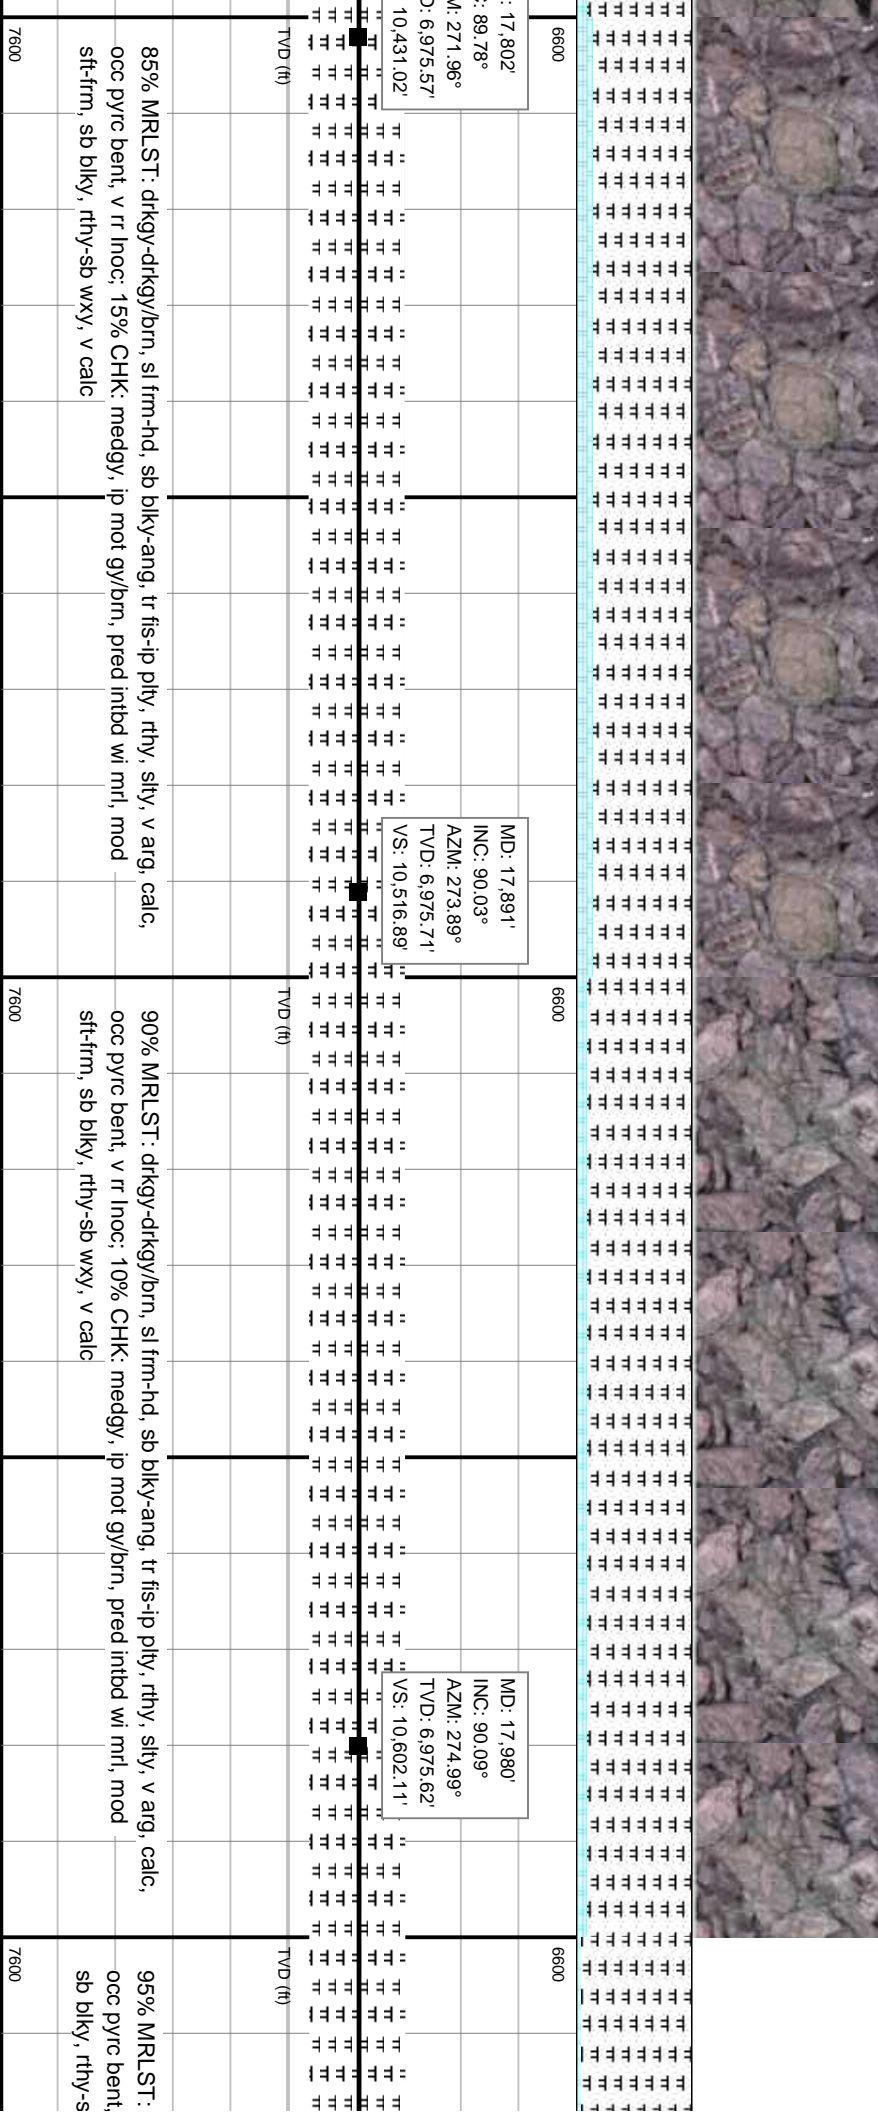 : 17,802'
: 89.78°
M: 271.96°
D: 6,975.57'
10,431.02'
6600
TVD (ft)
7600
85% MRLST: drkgy-drkgy/brn, sl frm-hd, sb blky-ang, tr fis-ip plty, rthy, slty, v arg, calc,
occ pyrc bent, v rr Inoc; 15% CHK: medgy, ip mot gy/brn, pred intbd wi mrl, mod
sft-frm, sb blky, rthy-sb wxy, v calc
MD: 17,891'
INC: 90.03°
AZM: 273.89°
TVD: 6,975.71'
VS: 10,516.89'
6600
TVD (ft)
7600
90% MRLST: drkgy-drkgy/brn, sl frm-hd, sb blky-ang, tr fis-ip plty, rthy, slty, v arg, calc,
occ pyrc bent, v rr Inoc; 10% CHK: medgy, ip mot gy/brn, pred intbd wi mrl, mod
sft-frm, sb blky, rthy-sb wxy, v calc
MD: 17,980'
INC: 90.09°
AZM: 274.99°
TVD: 6,975.62'
VS: 10,602.11'
6600
TVD (ft)
7600
95% MRLST:
occ pyrc bent,
sb blky, rthy-s